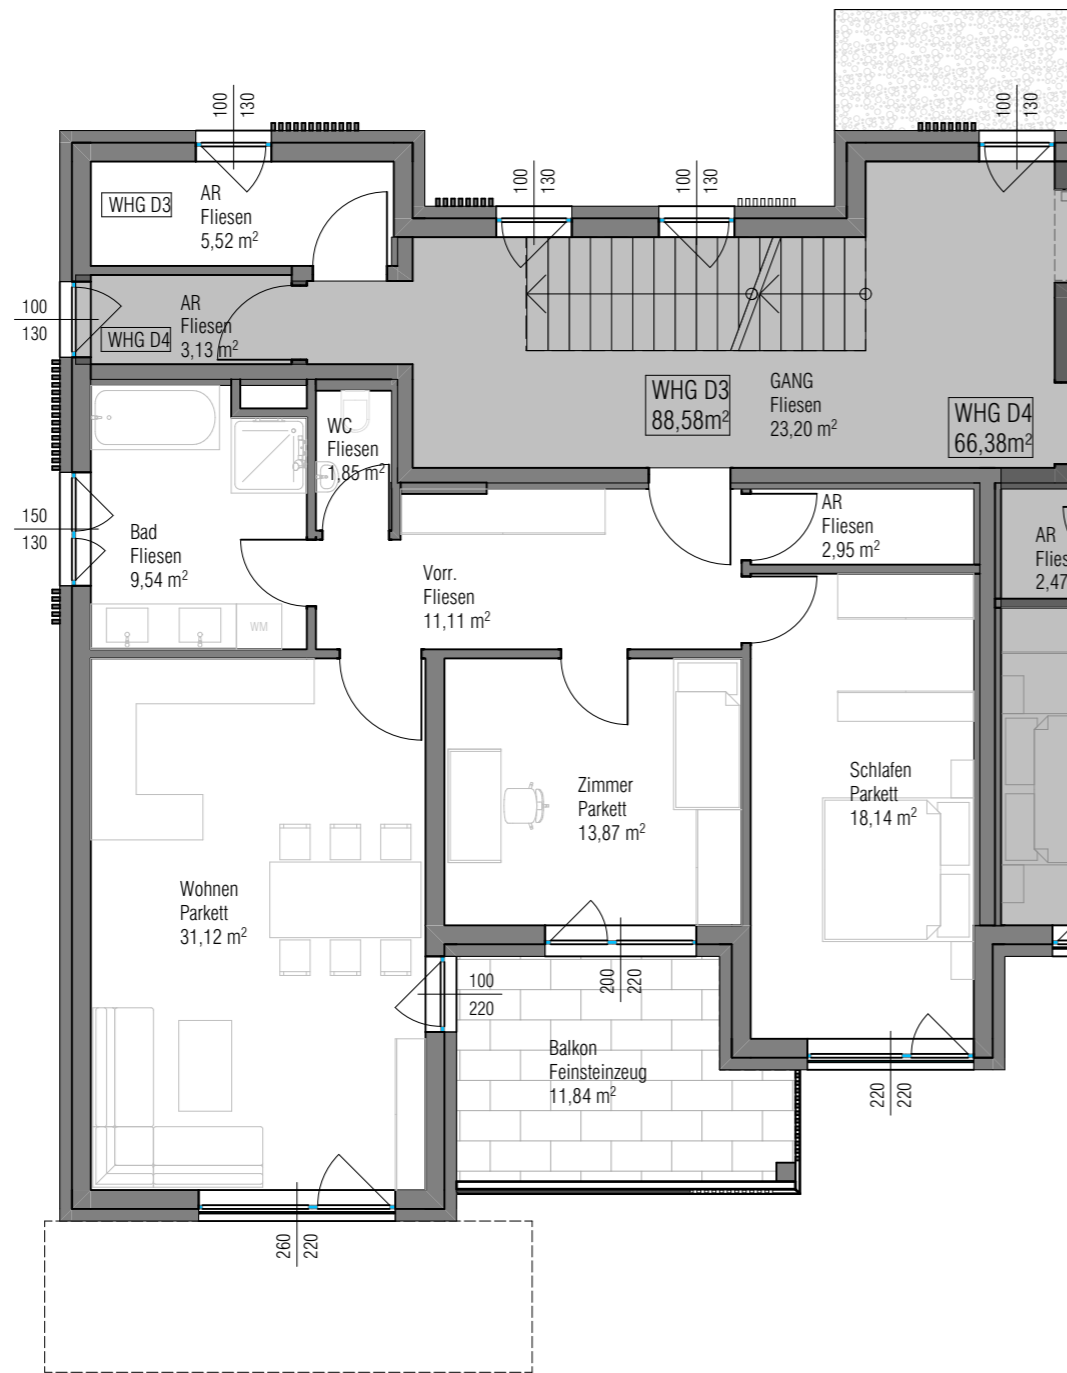 100
130
100
130
WHG D3
AR
Fliesen
5,52 m²
100
130
100
130
100
130
AR
Fliesen
3,13 m²
WHG D4
WHG D3
88,58m²
GANG
Fliesen
23,20 m²
WHG D4
66,38m²
WC
Fliesen
1,85 m²
150
130
Bad
Fliesen
9,54 m²
WM
Vorr.
Fliesen
11,11 m²
AR
Fliesen
2,95 m²
AR
Flies
2,47
Zimmer
Parkett
13,87 m²
Schlafen
Parkett
18,14 m²
Wohnen
Parkett
31,12 m²
100
220
200
220
Balkon
Feinsteinzeug
11,84 m²
220
220
260
220